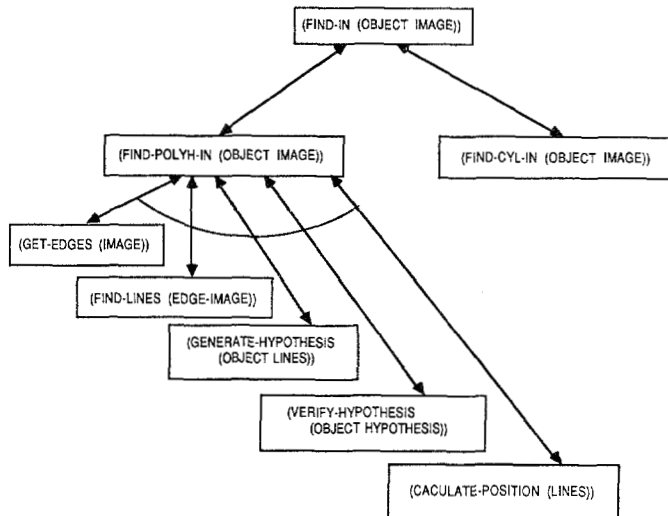 (FIND-IN (OBJECT IMAGE))
(FIND-POLYH-IN (OBJECT IMAGE))
(FIND-CYL-IN (OBJECT IMAGE))
(GET-EDGES (IMAGE))
(FIND-LINES (EDGE-IMAGE))
(GENERATE-HYPOTHESIS
(OBJECT LINES))
(VERIFY-HYPOTHESIS
(OBJECT HYPOTHESIS))
(CACULATE-POSITION (LINES))